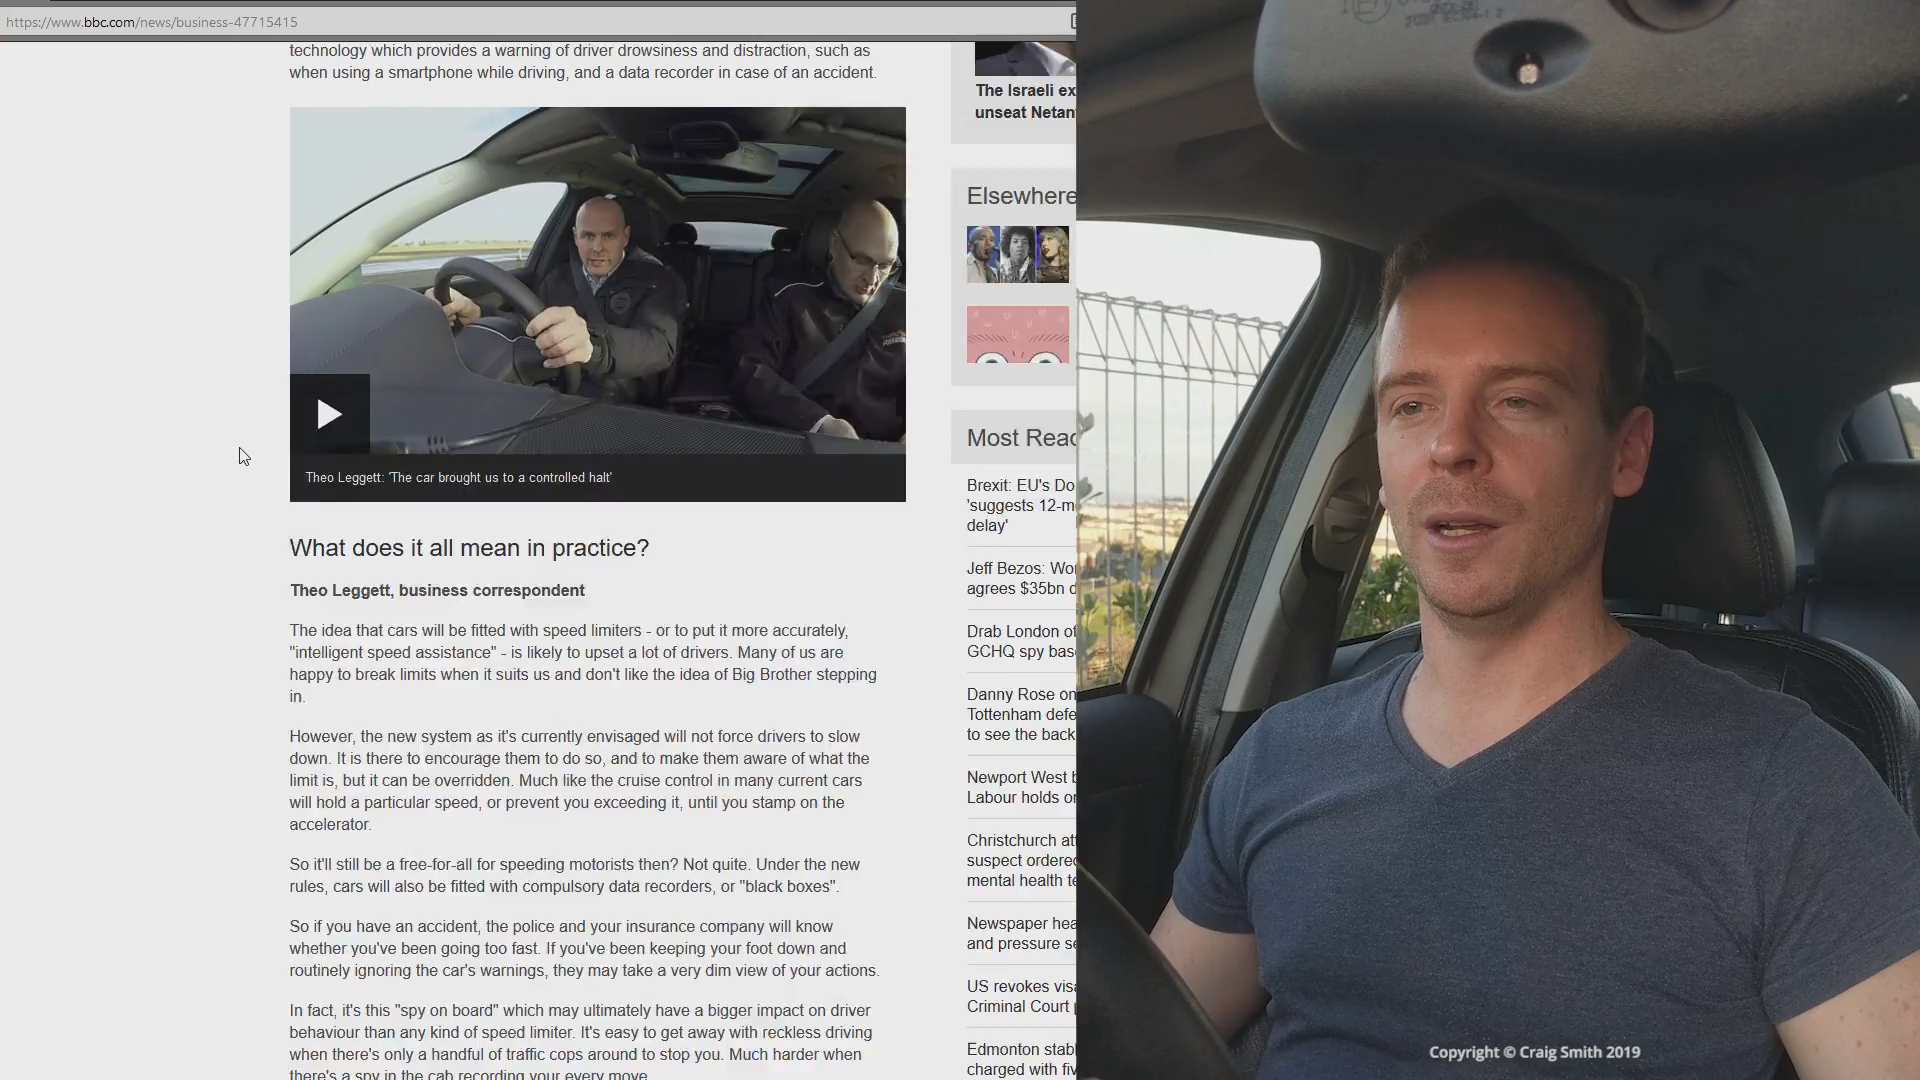 https://www.bbc.com/news/business-47715415
technology which provides a warning of driver drowsiness and distraction, such as
when using a smartphone while driving, and a data recorder in case of an accident.
Theo Leggett: 'The car brought us to a controlled halt'
What does it all mean in practice?
Theo Leggett, business correspondent
The idea that cars will be fitted with speed limiters - or to put it more accurately,
"intelligent speed assistance" - is likely to upset a lot of drivers. Many of us are
happy to break limits when it suits us and don't like the idea of Big Brother stepping
in.
However, the new system as it's currently envisaged will not force drivers to slow
down. It is there to encourage them to do so, and to make them aware of what the
limit is, but it can be overridden. Much like the cruise control in many current cars
will hold a particular speed, or prevent you exceeding it, until you stamp on the
accelerator.
So it'll still be a free-for-all for speeding motorists then? Not quite. Under the new
rules, cars will also be fitted with compulsory data recorders, or "black boxes".
So if you have an accident, the police and your insurance company will know
whether you've been going too fast. If you've been keeping your foot down and
routinely ignoring the car's warnings, they may take a very dim view of your actions.
In fact, it's this "spy on board" which may ultimately have a bigger impact on driver
behaviour than any kind of speed limiter. It's easy to get away with reckless driving
when there's only a handful of traffic cops around to stop you. Much harder when
there's a spy in the cab recording your every move.
The Israeli ex
unseat Netan
Elsewhere
Most Read
Brexit: EU's Do
'suggests 12-m
delay'
Jeff Bezos: Wo
agrees $35bn d
Drab London of
GCHQ spy bas
Danny Rose on
Tottenham defe
to see the back
Newport West b
Labour holds on
Christchurch att
suspect ordered
mental health te
Newspaper hea
and pressure se
US revokes visa
Criminal Court p
Edmonton stab
charged with fiv
Copyright © Craig Smith 2019